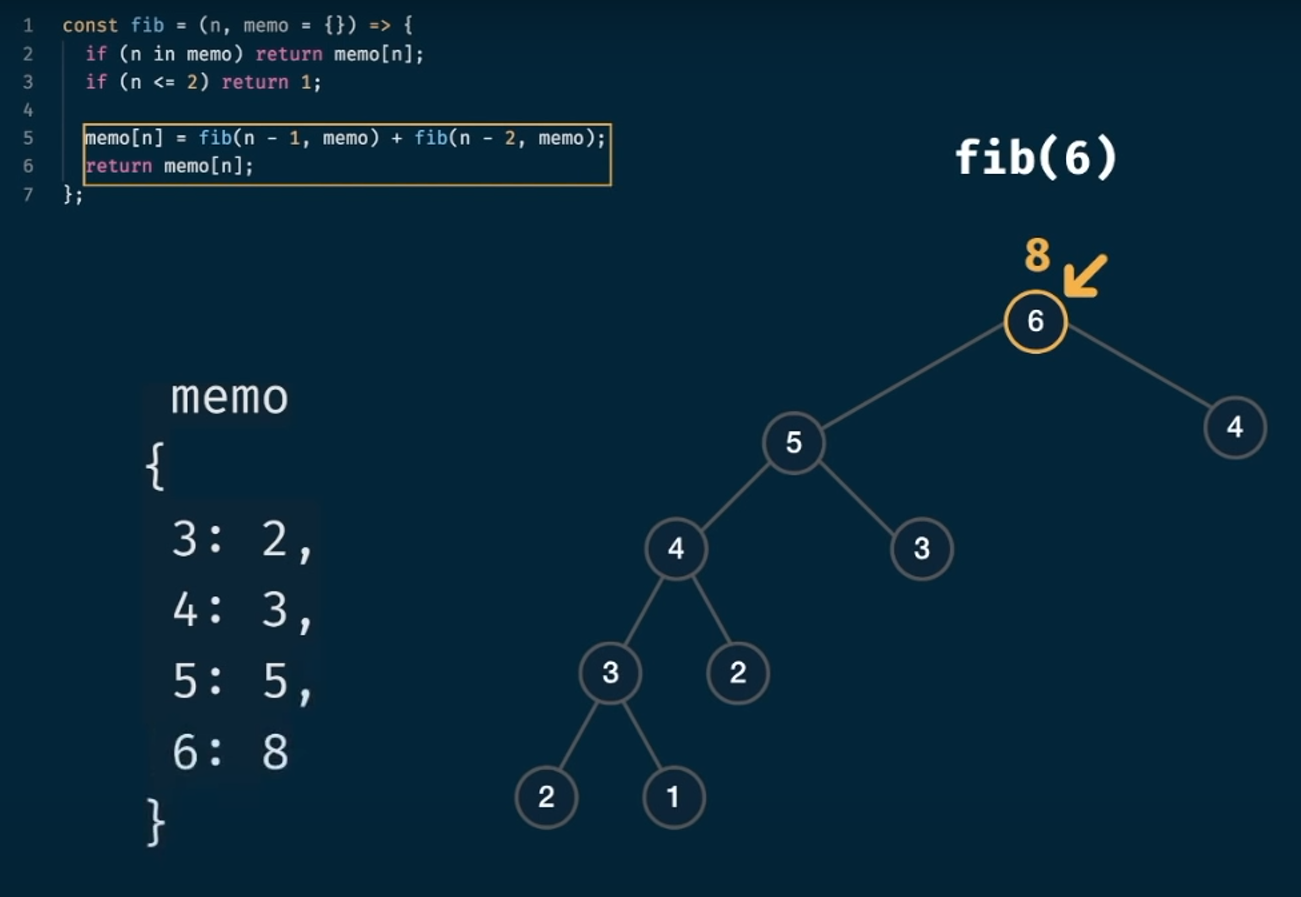 1 const fib = (n, memo = {}) => {
2 if (n in memo) return memo[n];
3 if (n <= 2) return 1;
4
5 memo[n] = fib(n - 1, memo) + fib(n - 2, memo);
6 return memo[n];
7 };
fib(6)
8
6
5
4
4
3
3
2
2
1
memo
{
3: 2,
4: 3,
5: 5,
6: 8
}